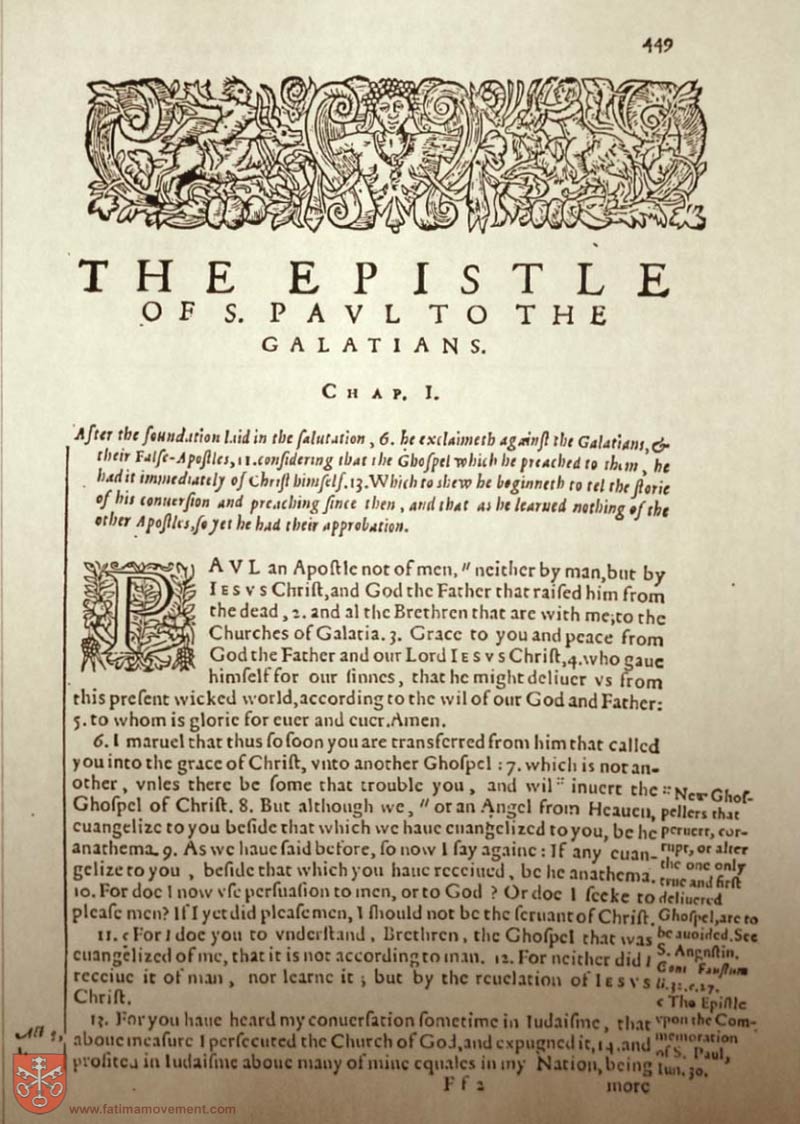 449
THE EPISTLE
OF S. PAVL TO THE
GALATIANS.
CHAP. I.
After the ſoundation laid in the ſalutation, 6. he exclaimeth againſt the Galatians, &
their Falſe-Apoſtles, 11. conſidering that the Ghoſpel which he preached to them, he
had it immediately of Chriſt himſelf. 13. Which to shew he beginneth to tel the ſtorie
of his conuerſion and preaching ſince then, and that as he learned nothing of the
other Apoſtles, ſo yet he had their approbation.
PAVL an Apoſtle not of men, " neither by man, but by
IESVS Chriſt, and God the Father that raiſed him from
the dead, 2. and al the Brethren that are with me; to the
Churches of Galatia. 3. Grace to you and peace from
God the Father and our Lord IESVS Chriſt, 4. who gaue
himſelf for our ſinnes, that he might deliuer vs from
this preſent wicked world, according to the wil of our God and Father:
5. to whom is glorie for euer and euer. Amen.
6. I maruel that thus ſo ſoon you are transferred from him that called
you into the grace of Chriſt, vnto another Ghoſpel: 7. which is not an-
other, vnles there be ſome that trouble you, and wil :: inuert the
Ghoſpel of Chriſt. 8. But although we, " or an Angel from Heauen,
euangelize to you beſide that which we haue euangelized to you, be he
anathema. 9. As we haue ſaid before, ſo now I ſay againe: If any euan-
gelize to you, beſide that which you haue receiued, be he anathema.
10. For doe I now vſe perſuaſion to men, or to God? Or doe I ſeeke to
pleaſe men? If I yet did pleaſe men, I ſhould not be the ſeruant of Chriſt.
11. c For I doe you to vnderſtand, Brethren, the Ghoſpel that was
euangelized of me, that it is not according to man. 12. For neither did I
receiue it of man, nor learne it; but by the reuelation of IESVS
Chriſt.
13. For you haue heard my conuerſation ſometime in Iudaiſme, that
aboue meaſure I perſecuted the Church of God, and expugned it, 14. and
profited in Iudaiſme aboue many of mine equales in my Nation, being
:: New Ghoſ-
pellers that
peruert, cor-
rupt, or alter
the one only
true and firſt
deliuered
Ghoſpel, are to
be auoided. See
S. Auguſtin.
Cont Fauſtum
li. 32. c. 27.
c The Epiſtle
vpon the Com-
memoration
of S. Paul,
Iun. 30.
Act 9,
Ff 2
more
www.fatimamovement.com